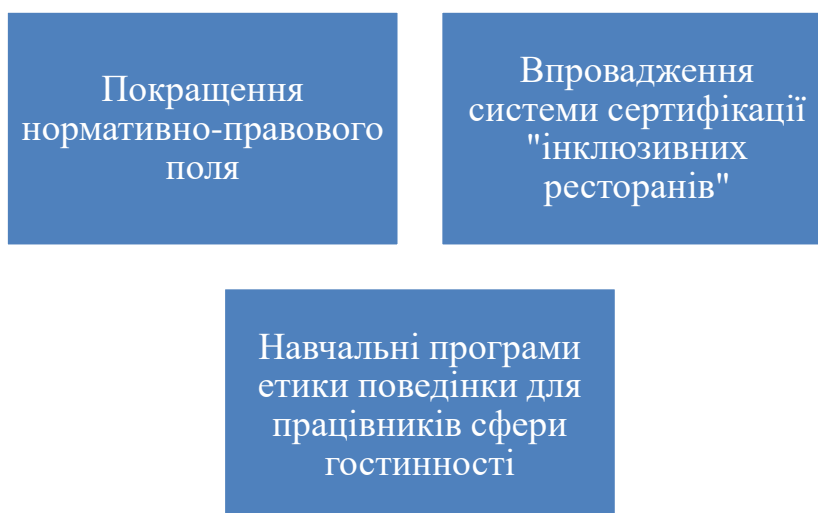 Покращення
нормативно-правового
поля
Впровадження
системи сертифікації
"інклюзивних
ресторанів"
Навчальні програми
етики поведінки для
працівників сфери
гостинності